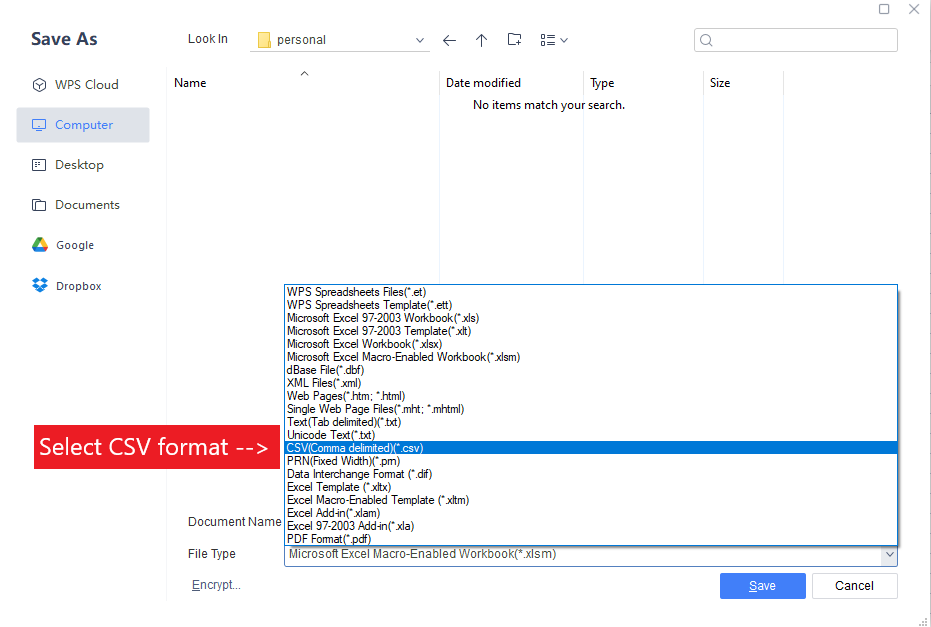 Save As
Look In
personal
WPS Cloud
Computer
Desktop
Documents
Google
Dropbox
Name
Date modified
Type
Size
No items match your search.
WPS Spreadsheets Files(*.et)
WPS Spreadsheets Template(*.ett)
Microsoft Excel 97-2003 Workbook(*.xls)
Microsoft Excel 97-2003 Template(*.xlt)
Microsoft Excel Workbook(*.xlsx)
Microsoft Excel Macro-Enabled Workbook(*.xlsm)
dBase File(*.dbf)
XML Files(*.xml)
Web Pages(*.htm; *.html)
Single Web Page Files(*.mht; *.mhtml)
Text(Tab delimited)(*.txt)
Unicode Text(*.txt)
Select CSV format -->
CSV(Comma delimited)(*.csv)
PRN(Fixed Width)(*.prn)
Data Interchange Format (*.dif)
Excel Template (*.xltx)
Excel Macro-Enabled Template (*.xltm)
Excel Add-in(*.xlam)
Excel 97-2003 Add-in(*.xla)
PDF Format(*.pdf)
Document Name
File Type
Microsoft Excel Macro-Enabled Workbook(*.xlsm)
Encrypt...
Save
Cancel